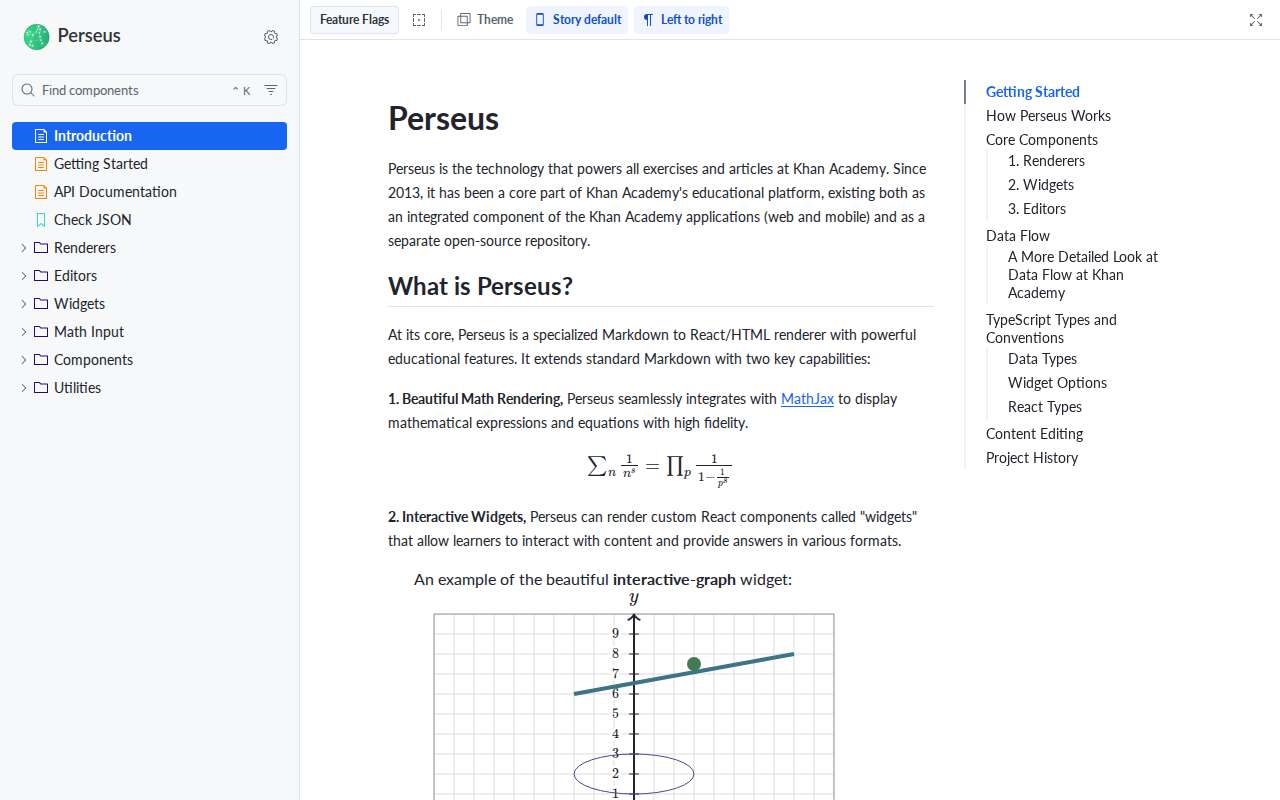 Perseus
Find components
⌃ K
Introduction
Getting Started
API Documentation
Check JSON
Renderers
Editors
Widgets
Math Input
Components
Utilities
Feature Flags
Theme
Story default
Left to right
Perseus
Perseus is the technology that powers all exercises and articles at Khan Academy. Since
2013, it has been a core part of Khan Academy's educational platform, existing both as
an integrated component of the Khan Academy applications (web and mobile) and as a
separate open-source repository.
What is Perseus?
At its core, Perseus is a specialized Markdown to React/HTML renderer with powerful
educational features. It extends standard Markdown with two key capabilities:
1. Beautiful Math Rendering, Perseus seamlessly integrates with MathJax to display
mathematical expressions and equations with high fidelity.
∑n 1/n^s = ∏p 1/(1−1/p^s)
2. Interactive Widgets, Perseus can render custom React components called "widgets"
that allow learners to interact with content and provide answers in various formats.
An example of the beautiful interactive-graph widget:
y
9
8
7
6
5
4
3
2
1
Getting Started
How Perseus Works
Core Components
1. Renderers
2. Widgets
3. Editors
Data Flow
A More Detailed Look at
Data Flow at Khan
Academy
TypeScript Types and
Conventions
Data Types
Widget Options
React Types
Content Editing
Project History